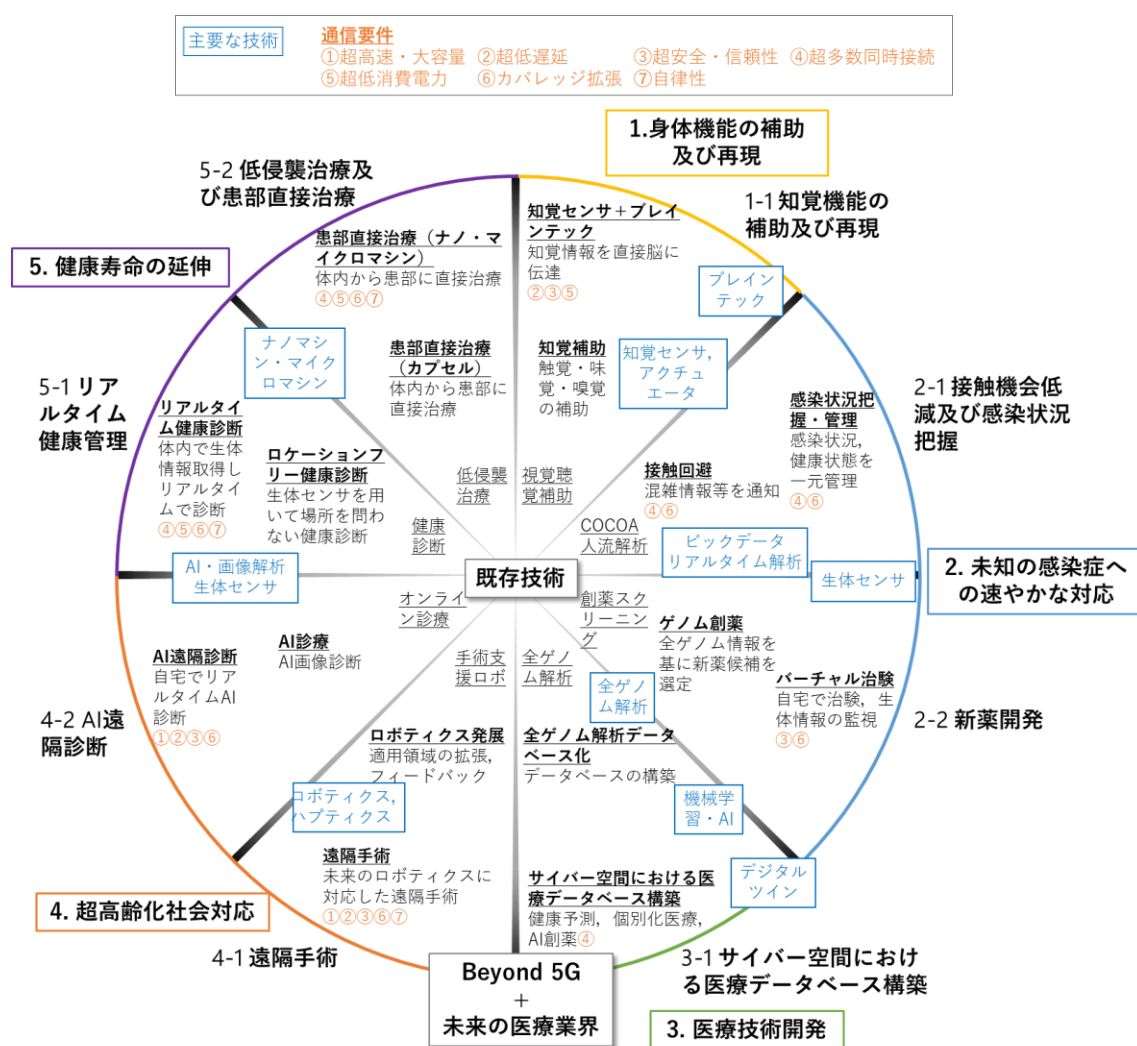 主要な技術
通信要件
①超高速・大容量 ②超低遅延 ③超安全・信頼性 ④超多数同時接続
⑤超低消費電力 ⑥カバレッジ拡張 ⑦自律性
1.身体機能の補助
及び再現
1-1 知覚機能の
補助及び再現
知覚センサ＋ブレイ
ンテック
知覚情報を直接脳に
伝達
②③⑤
ブレイン
テック
知覚補助
触覚・味
覚・嗅覚
の補助
知覚センサ,
アクチュ
エータ
視覚聴
覚補助
2-1 接触機会低
減及び感染状況
把握
感染状況把
握・管理
感染状況,
健康状態を
一元管理
④⑥
接触回避
混雑情報等を通知
④⑥
COCOA
人流解析
ビックデータ
リアルタイム解析
生体センサ
2. 未知の感染症へ
の速やかな対応
創薬スク
リーニン
グ
ゲノム創薬
全ゲノム情報を
基に新薬候補を
選定
バーチャル治験
自宅で治験，生
体情報の監視
③⑥
2-2 新薬開発
全ゲノ
ム解析
全ゲノ
ム解析
全ゲノム解析データ
ベース化
データベースの構築
機械学
習・AI
デジタル
ツイン
サイバー空間における医
療データベース構築
健康予測，個別化医療，
AI創薬④
3-1 サイバー空間におけ
る医療データベース構築
3. 医療技術開発
Beyond 5G
+
未来の医療業界
4-1 遠隔手術
4. 超高齢化社会対応
遠隔手術
未来のロボティクスに
対応した遠隔手術
①②③⑥⑦
ロボティクス,
ハプティクス
ロボティクス発展
適用領域の拡張,
フィードバック
手術支
援ロボ
4-2 AI遠
隔診断
AI遠隔診断
自宅でリア
ルタイムAI
診断
①②③⑥
AI診療
AI画像診断
オンライ
ン診療
既存技術
AI・画像解析
生体センサ
5-1 リア
ルタイム
健康管理
リアルタイ
ム健康診断
体内で生体
情報取得し
リアルタイ
ムで診断
④⑤⑥⑦
ロケーションフ
リー健康診断
生体センサを用
いて場所を問わ
ない健康診断
健康
診断
5. 健康寿命の延伸
ナノマシ
ン・マイク
ロマシン
5-2 低侵襲治療及
び患部直接治療
患部直接治療（ナノ・マ
イクロマシン）
体内から患部に直接治療
④⑤⑥⑦
患部直接治療
（カプセル）
体内から患部に
直接治療
低侵襲
治療